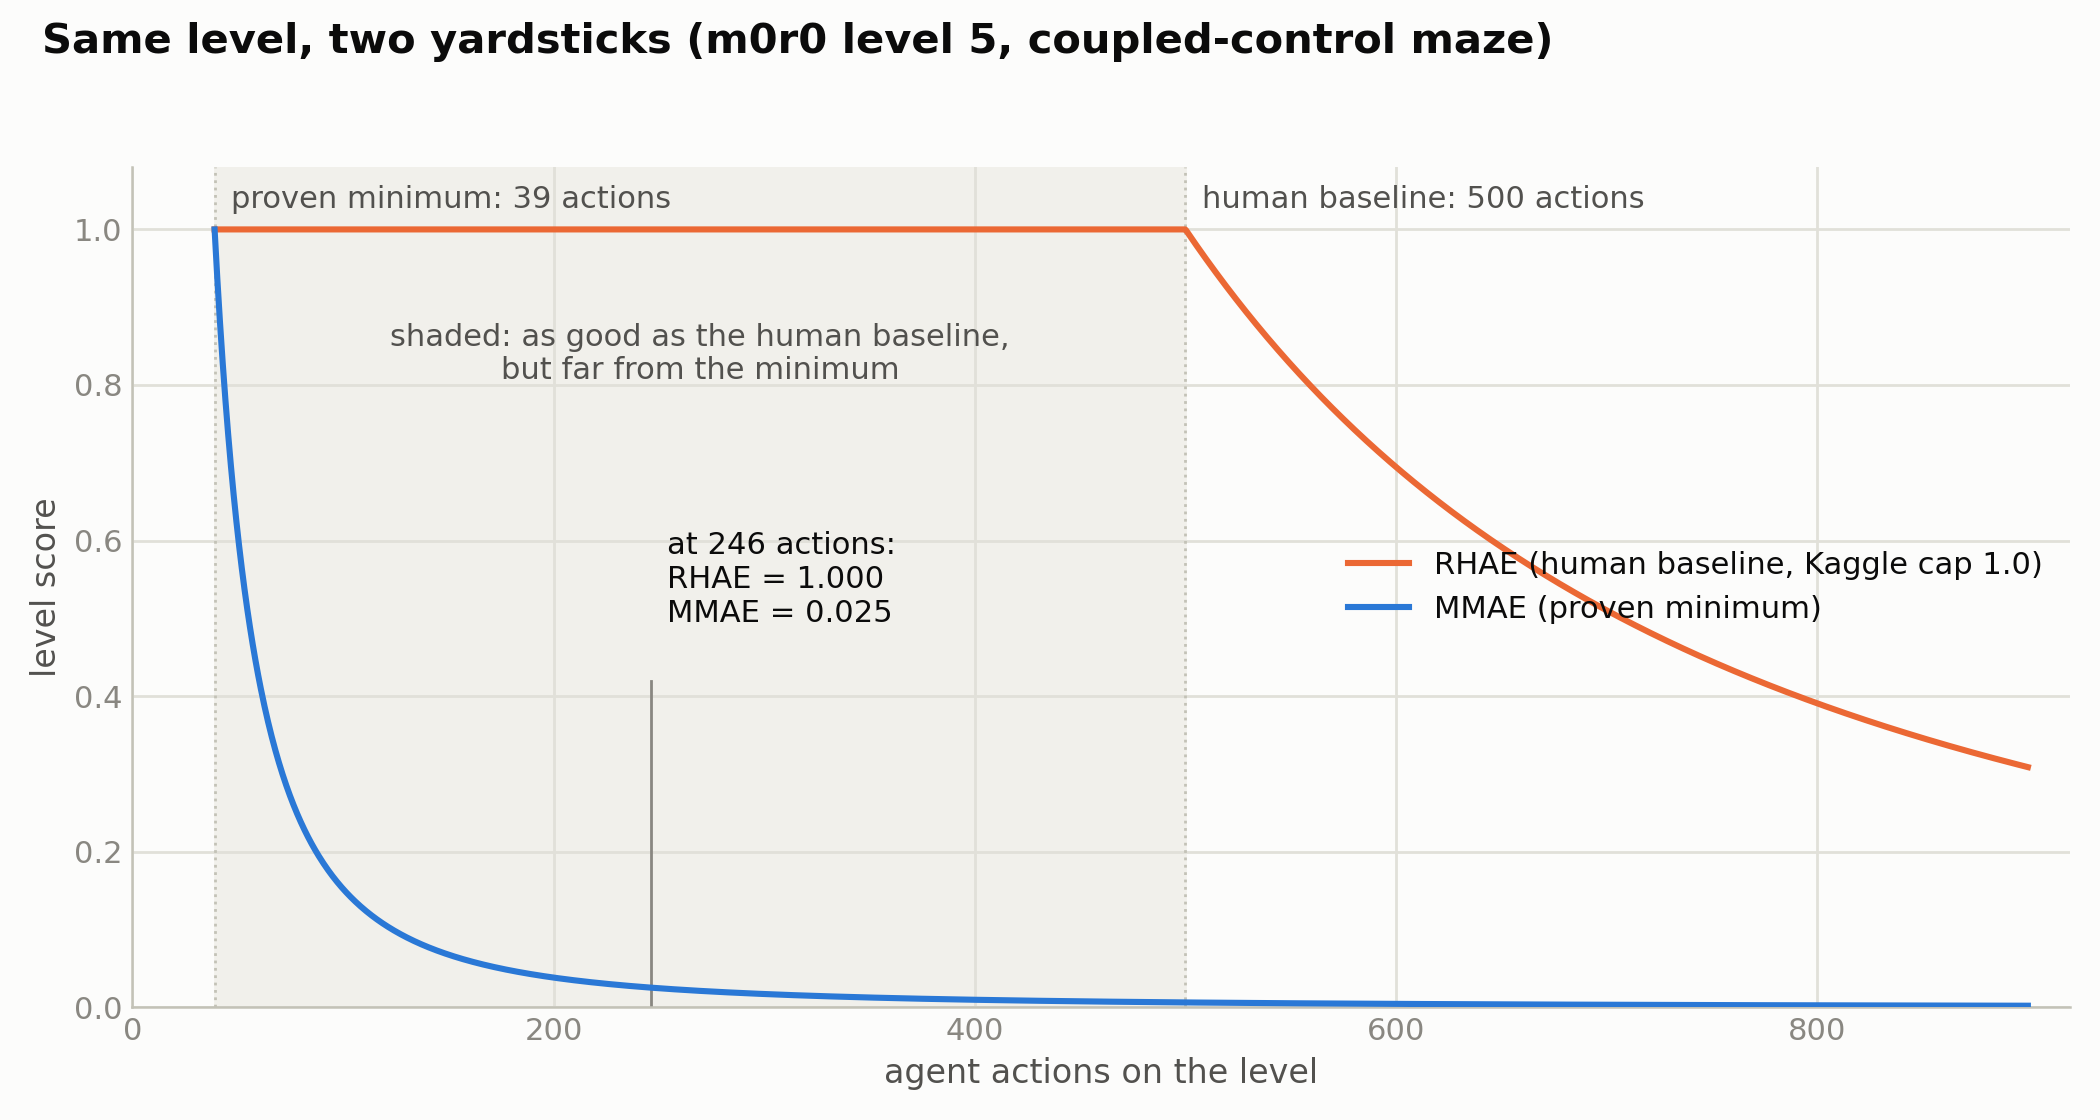 Same level, two yardsticks (m0r0 level 5, coupled-control maze)
proven minimum: 39 actions
human baseline: 500 actions
1.0
shaded: as good as the human baseline,
but far from the minimum
0.8
level score
at 246 actions:
RHAE = 1.000
MMAE = 0.025
0.6
RHAE (human baseline, Kaggle cap 1.0)
MMAE (proven minimum)
0.4
0.2
0.0
0
200
400
600
800
agent actions on the level